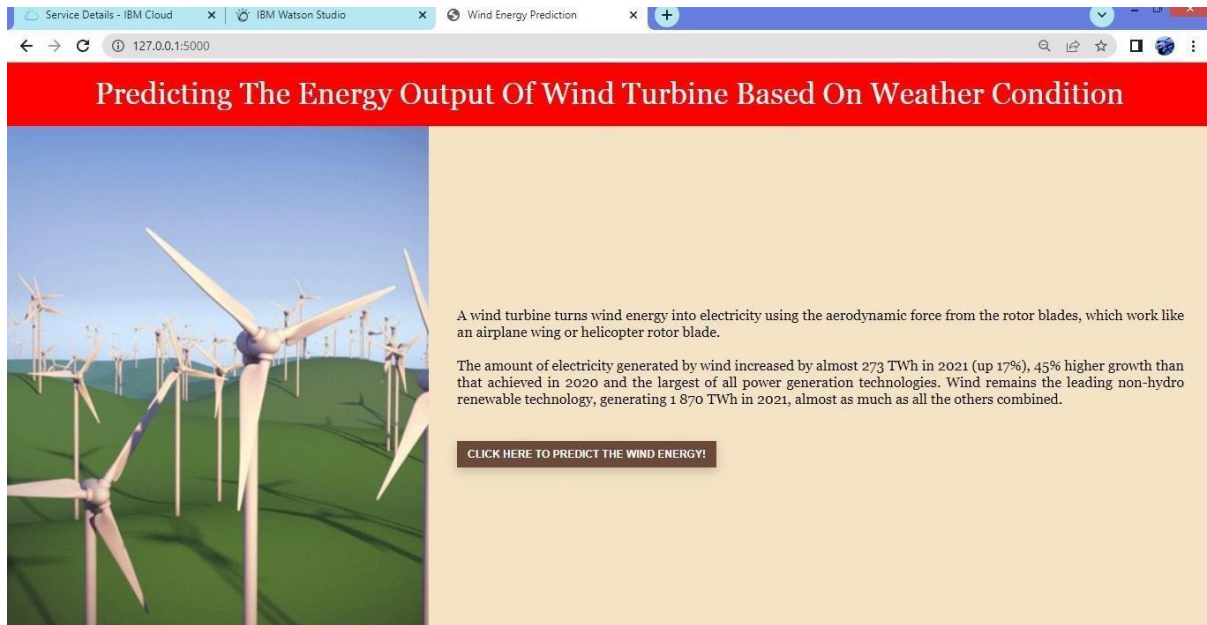 Service Details - IBM Cloud
IBM Watson Studio
Wind Energy Prediction
127.0.0.1:5000
Predicting The Energy Output Of Wind Turbine Based On Weather Condition
A wind turbine turns wind energy into electricity using the aerodynamic force from the rotor blades, which work like
an airplane wing or helicopter rotor blade.
The amount of electricity generated by wind increased by almost 273 TWh in 2021 (up 17%), 45% higher growth than
that achieved in 2020 and the largest of all power generation technologies. Wind remains the leading non-hydro
renewable technology, generating 1 870 TWh in 2021, almost as much as all the others combined.
CLICK HERE TO PREDICT THE WIND ENERGY!